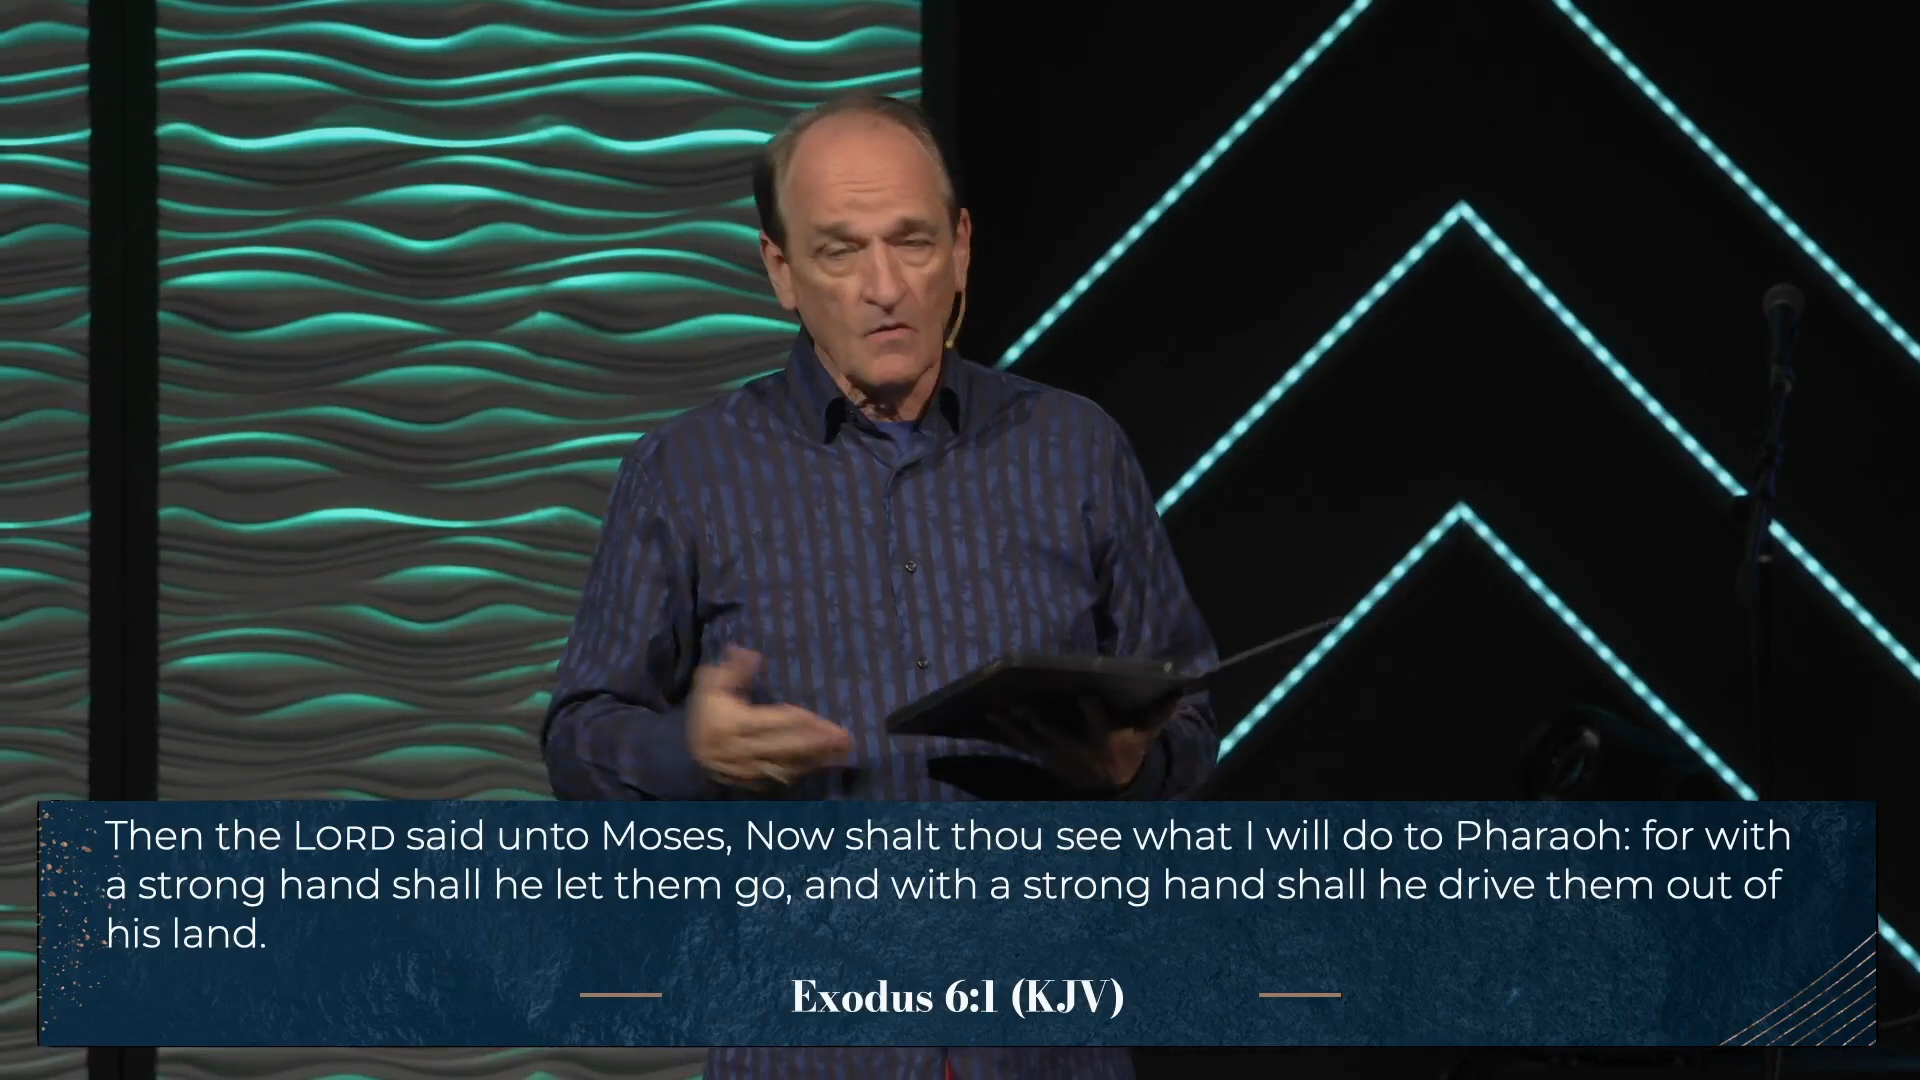 Then the LORD said unto Moses, Now shalt thou see what I will do to Pharaoh: for with
a strong hand shall he let them go, and with a strong hand shall he drive them out of
his land.
Exodus 6:1 (KJV)